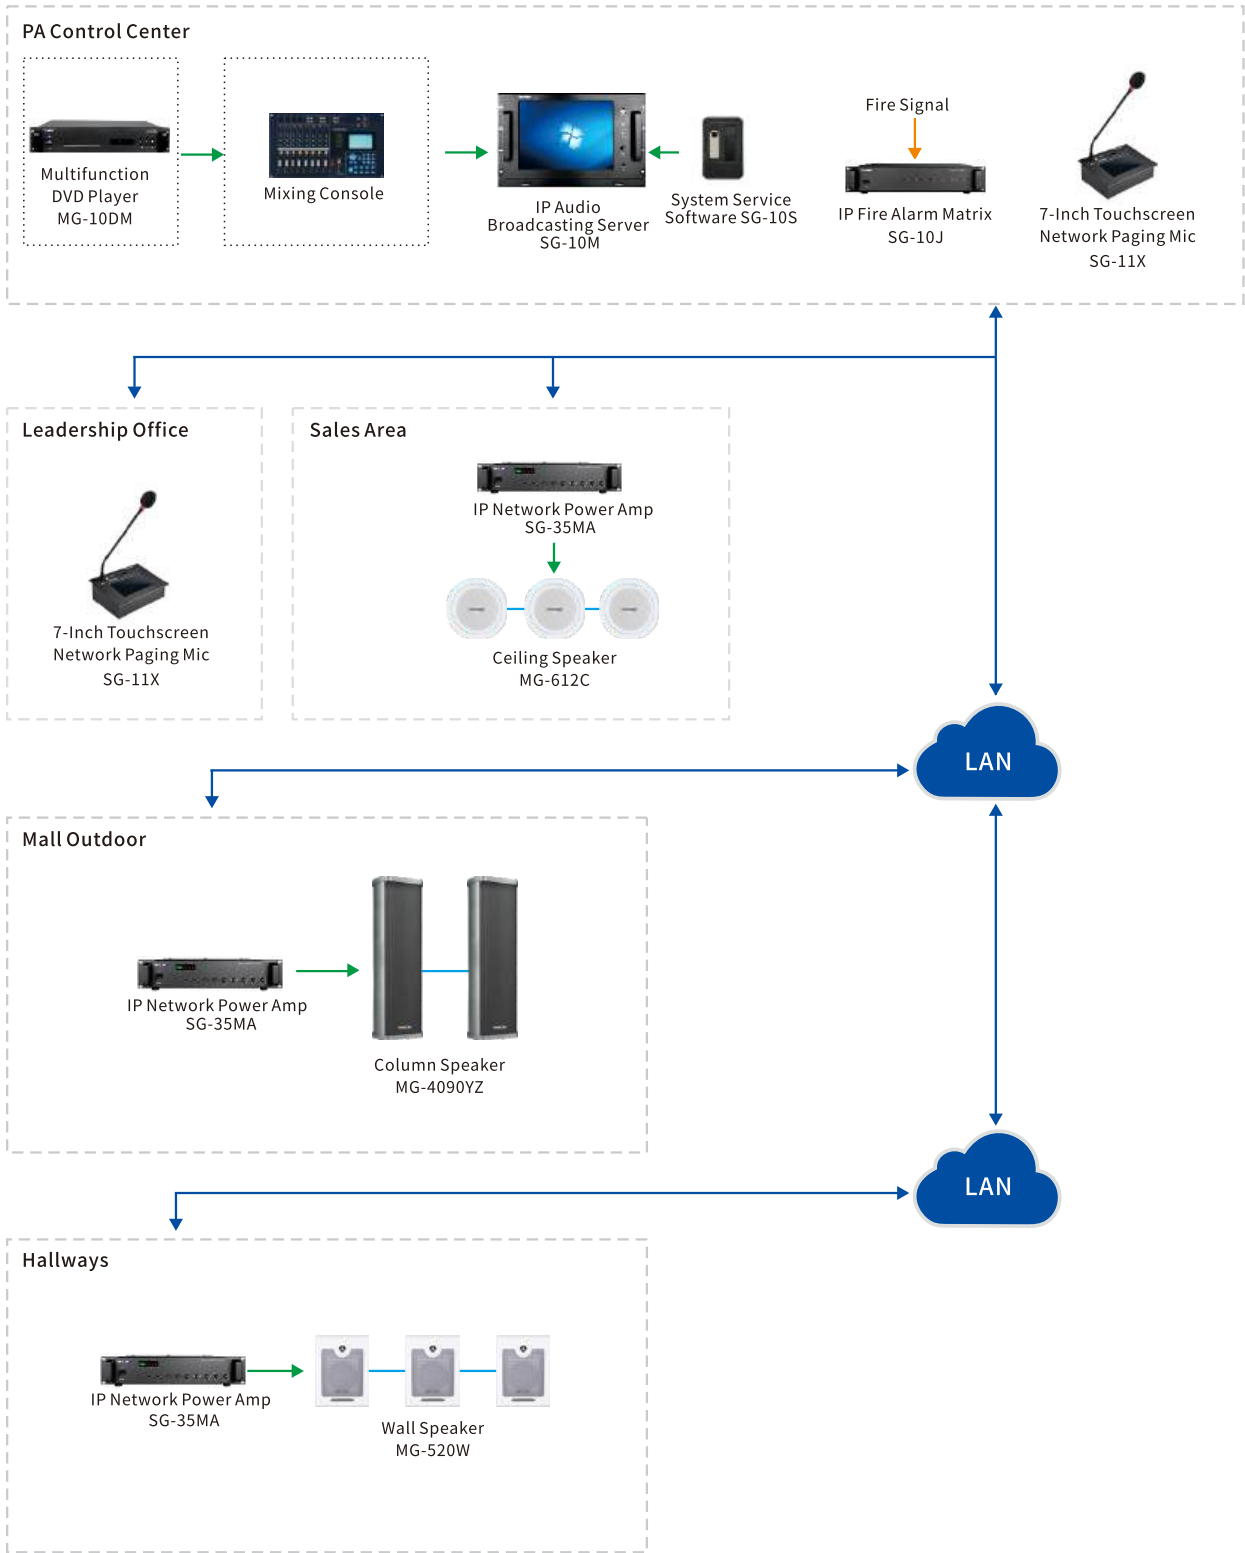 PA Control Center
Multifunction
DVD Player
MG-10DM
Mixing Console
IP Audio
Broadcasting Server
SG-10M
System Service
Software SG-10S
Fire Signal
IP Fire Alarm Matrix
SG-10J
7-Inch Touchscreen
Network Paging Mic
SG-11X
Leadership Office
7-Inch Touchscreen
Network Paging Mic
SG-11X
Sales Area
IP Network Power Amp
SG-35MA
Ceiling Speaker
MG-612C
LAN
Mall Outdoor
IP Network Power Amp
SG-35MA
Column Speaker
MG-4090YZ
LAN
Hallways
IP Network Power Amp
SG-35MA
Wall Speaker
MG-520W